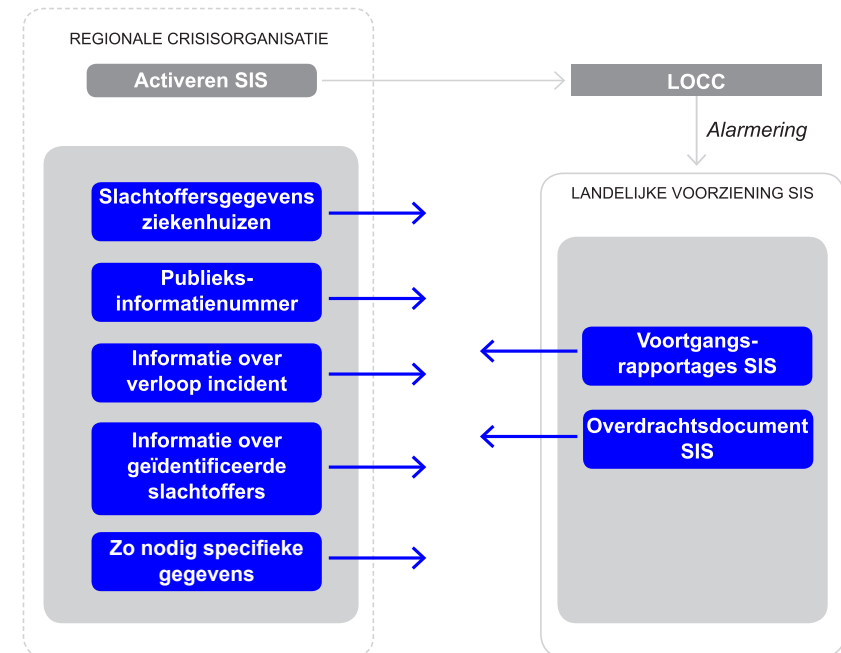 REGIONALE CRISISORGANISATIE
Activeren SIS
LOCC
Alarmering
Slachtoffersgegevens
ziekenhuizen
Publieks-
informatienummer
Informatie over
verloop incident
Informatie over
geïdentificeerde
slachtoffers
Zo nodig specifieke
gegevens
LANDELIJKE VOORZIENING SIS
Voortgangs-
rapportages SIS
Overdrachtsdocument
SIS